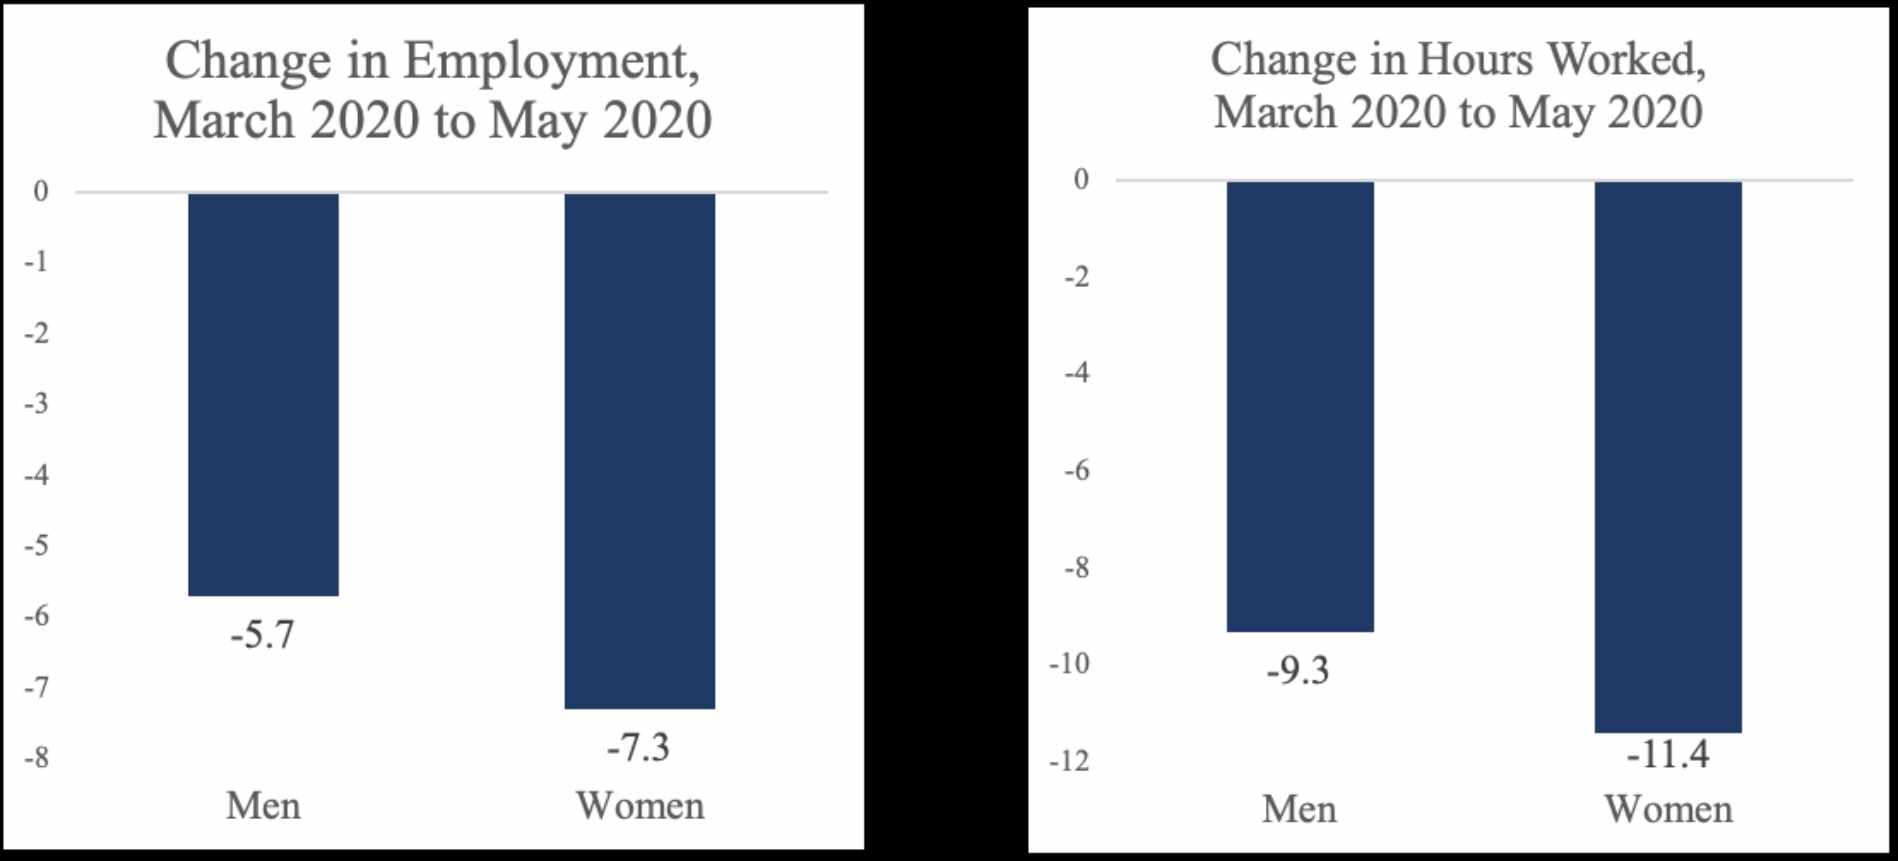 Change in Employment,
March 2020 to May 2020
0
-1
-2
-3
-4
-5
-6
-7
-8
-5.7
-7.3
Men
Women
Change in Hours Worked,
March 2020 to May 2020
0
-2
-4
-6
-8
-10
-12
-9.3
-11.4
Men
Women